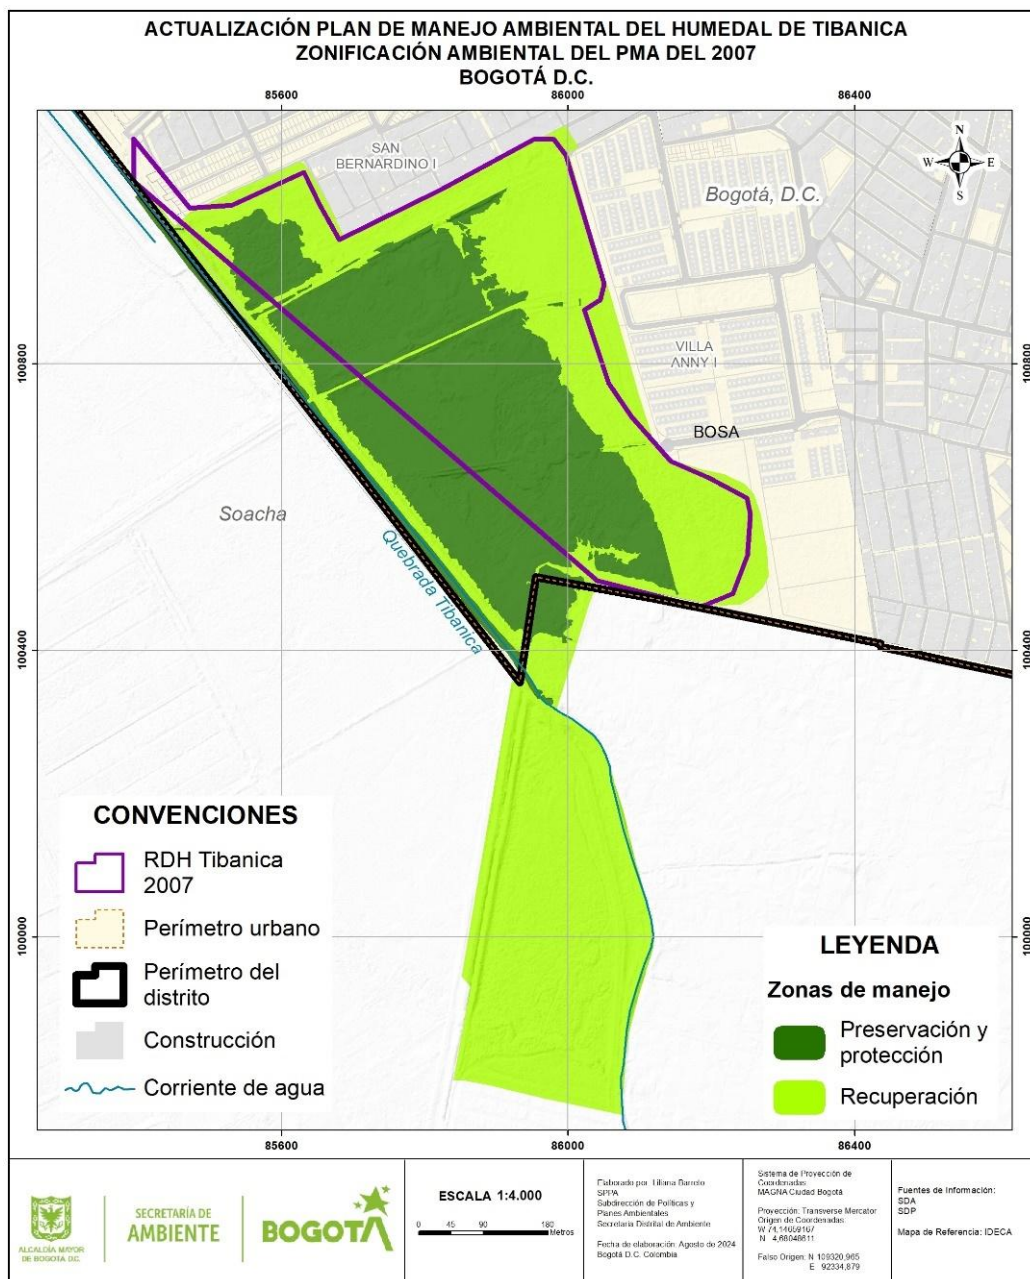 ACTUALIZACIÓN PLAN DE MANEJO AMBIENTAL DEL HUMEDAL DE TIBANICA
ZONIFICACIÓN AMBIENTAL DEL PMA DEL 2007
BOGOTÁ D.C.
85600
86000
86400
SAN
BERNARDINO I
Bogotá, D.C.
N
W
E
S
100800
100800
VILLA
ANNY I
BOSA
Soacha
Quebrada Tibanica
100400
100400
CONVENCIONES
RDH Tibanica
2007
Perímetro urbano
Perímetro del
distrito
Construcción
Corriente de agua
100000
100000
LEYENDA
Zonas de manejo
Preservación y
protección
Recuperación
85600
86000
86400
ALCALDÍA MAYOR
DE BOGOTÁ D.C.
SECRETARÍA DE
AMBIENTE
BOGOTÁ
ESCALA 1:4.000
0 45 90 180
Metros
Elaborado por: Liliana Barreto
SPPA
Subdirección de Políticas y
Planes Ambientales
Secretaría Distrital de Ambiente
Fecha de elaboración: Agosto de 2024
Bogotá D.C. Colombia
Sistema de Proyección de
Coordenadas:
MAGNA Ciudad Bogotá
Proyección: Transverse Mercator
Origen de Coordenadas:
W 74,14659167
N 4,68048611
Falso Origen: N 109320,965
E 92334,879
Fuentes de Información:
SDA
SDP
Mapa de Referencia: IDECA